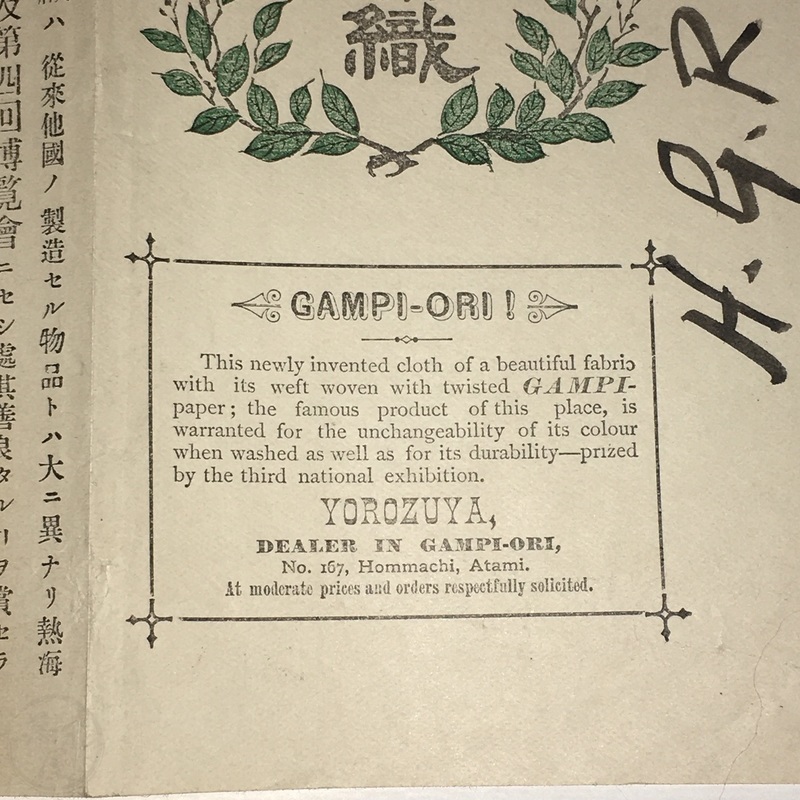 織
GAMPI-ORI !
This newly invented cloth of a beautiful fabric
with its weft woven with twisted GAMPI-
paper ; the famous product of this place, is
warranted for the unchangeability of its colour
when washed as well as for its durability—prized
by the third national exhibition.
YOROZUYA,
DEALER IN GAMPI-ORI,
No. 167, Hommachi, Atami.
At moderate prices and orders respectfully solicited.
H. G. R
ハ從來他國ノ製造セル物品トハ大ニ異ナリ熱海
及第四回博覽會ニセシ處其善良タルヿヲ賞セラ